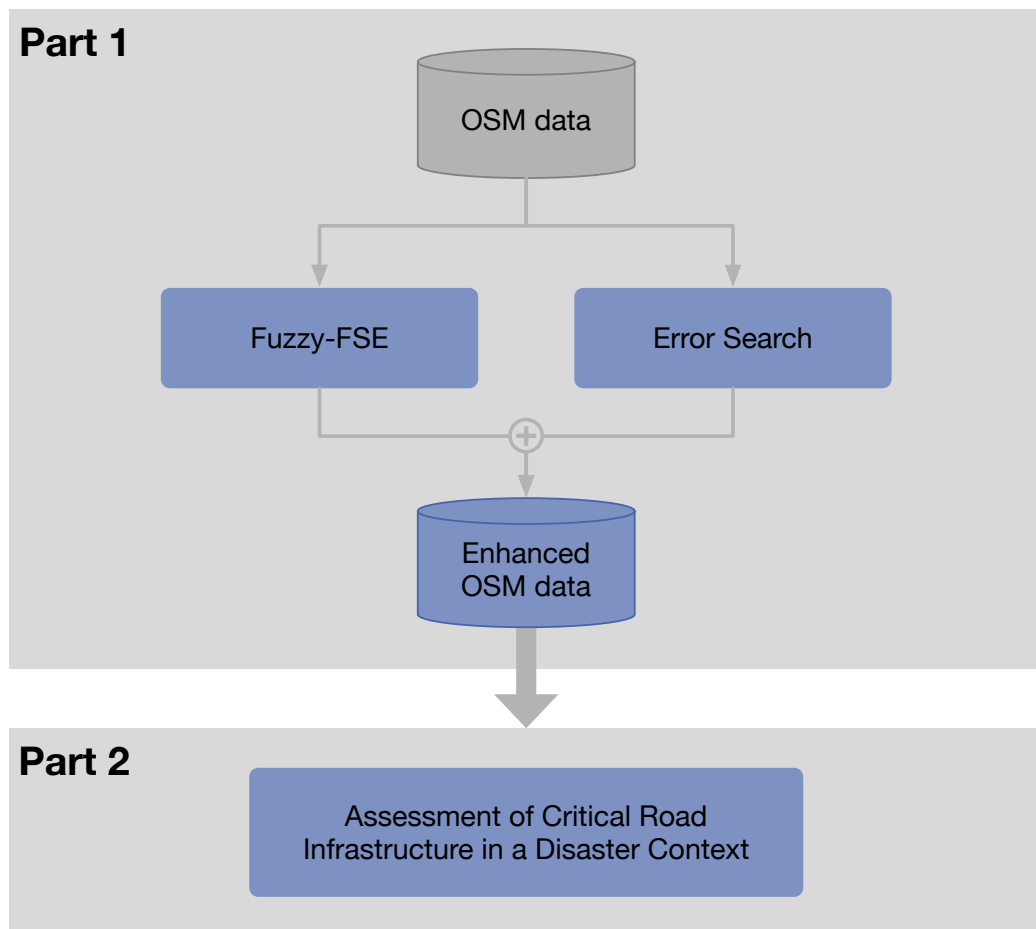 Part 1
OSM data
Fuzzy-FSE
Error Search
Enhanced
OSM data
Part 2
Assessment of Critical Road
Infrastructure in a Disaster Context